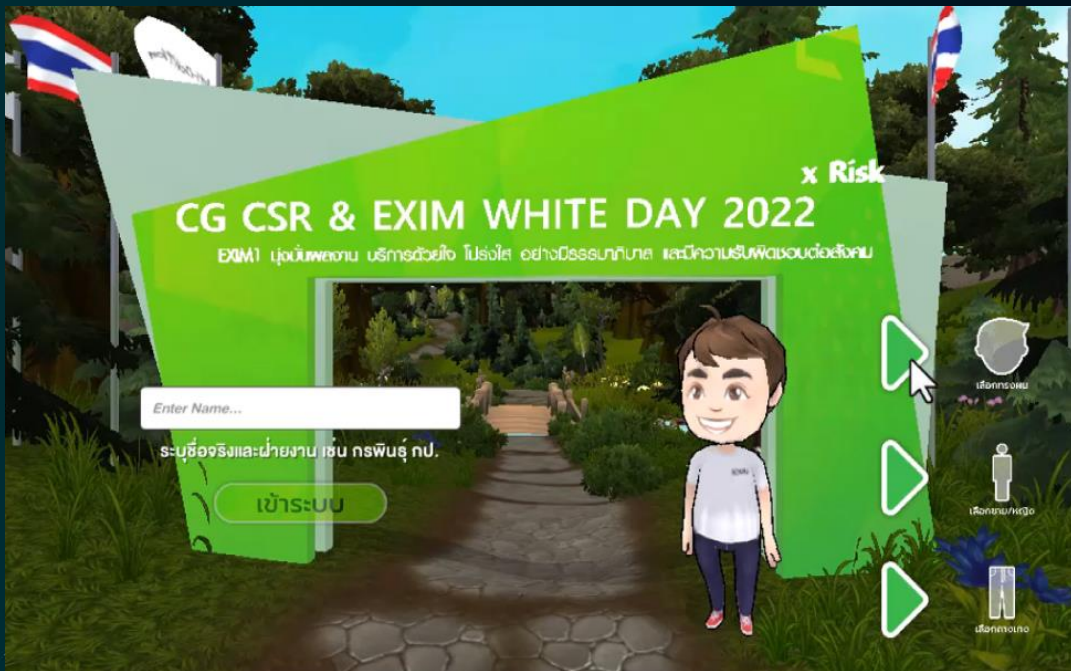 x Risk
CG CSR & EXIM WHITE DAY 2022
EXIM1 มุ่งมั่นผลงาน บริการด้วยใจ โปร่งใส อย่างมีธรรมาภิบาล และมีความรับผิดชอบต่อสังคม
Enter Name...
ระบุชื่อจริงและฝ่ายงาน เช่น กรพินธุ์ กป.
เข้าระบบ
EXIM
เลือกทรงผม
เลือกชาย/หญิง
เลือกกางเกง